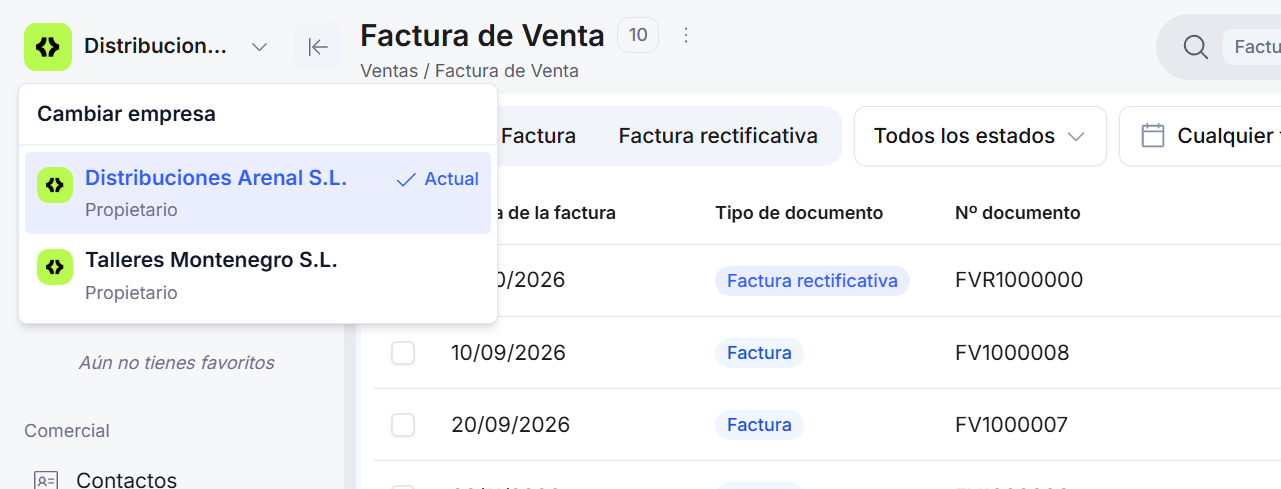 Distribucion...
Factura de Venta 10
Ventas / Factura de Venta
Cambiar empresa
Distribuciones Arenal S.L. Actual
Propietario
Talleres Montenegro S.L.
Propietario
Aún no tienes favoritos
Comercial
Contactos
Factura Factura rectificativa Todos los estados Cualquier
de la factura Tipo de documento Nº documento
0/2026 Factura rectificativa FVR1000000
10/09/2026 Factura FV1000008
20/09/2026 Factura FV1000007